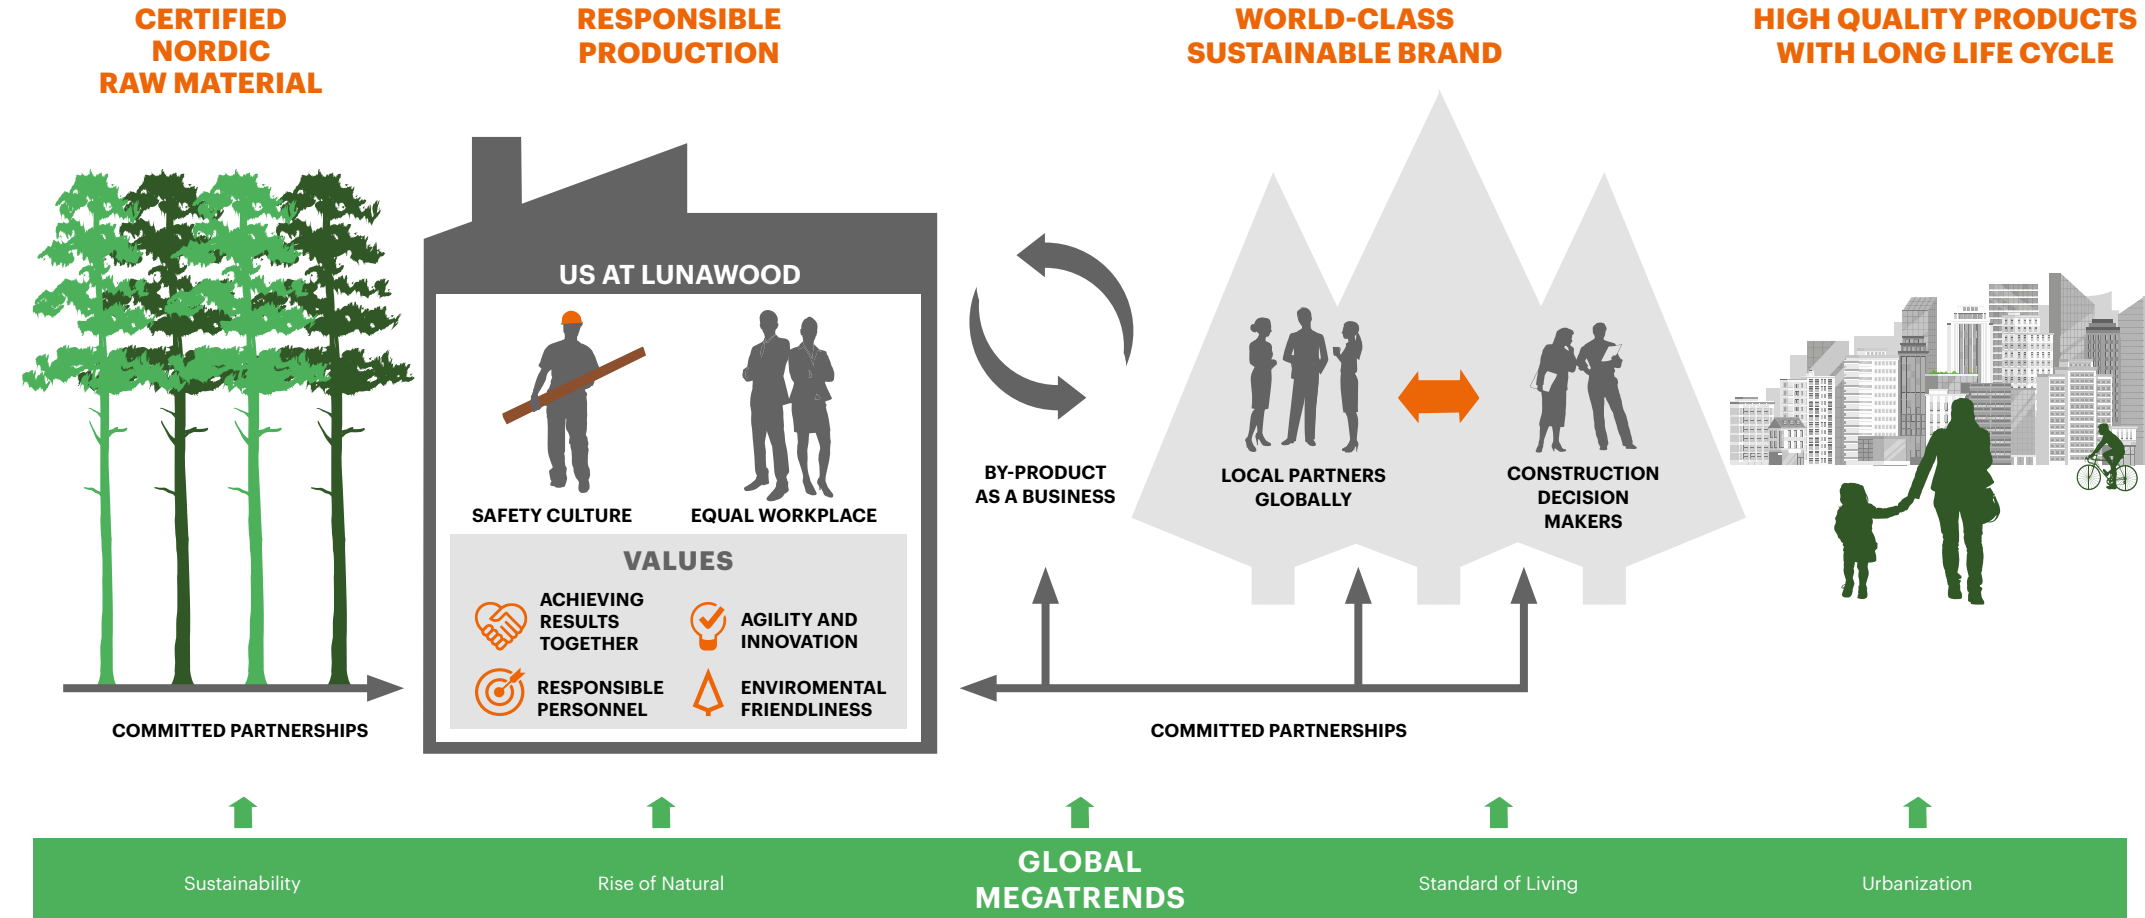 CERTIFIED
NORDIC
RAW MATERIAL
RESPONSIBLE
PRODUCTION
WORLD-CLASS
SUSTAINABLE BRAND
HIGH QUALITY PRODUCTS
WITH LONG LIFE CYCLE
US AT LUNAWOOD
SAFETY CULTURE
EQUAL WORKPLACE
VALUES
ACHIEVING
RESULTS
TOGETHER
AGILITY AND
INNOVATION
RESPONSIBLE
PERSONNEL
ENVIROMENTAL
FRIENDLINESS
BY-PRODUCT
AS A BUSINESS
LOCAL PARTNERS
GLOBALLY
CONSTRUCTION
DECISION
MAKERS
COMMITTED PARTNERSHIPS
COMMITTED PARTNERSHIPS
Sustainability
Rise of Natural
GLOBAL
MEGATRENDS
Standard of Living
Urbanization